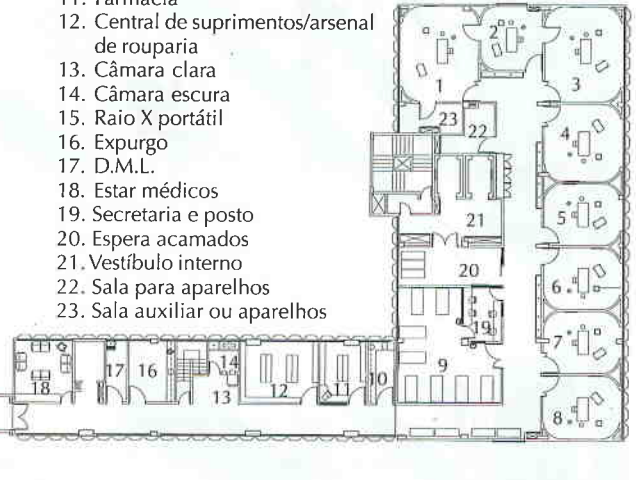 11. Farmácia
12. Central de suprimentos/arsenal
de rouparia
13. Câmara clara
14. Câmara escura
15. Raio X portátil
16. Expurgo
17. D.M.L.
18. Estar médicos
19. Secretaria e posto
20. Espera acamados
21. Vestíbulo interno
22. Sala para aparelhos
23. Sala auxiliar ou aparelhos
1
2
3
23
22
4
5
21
20
6
19
7
9
8
18
17
16
14
13
12
11
10